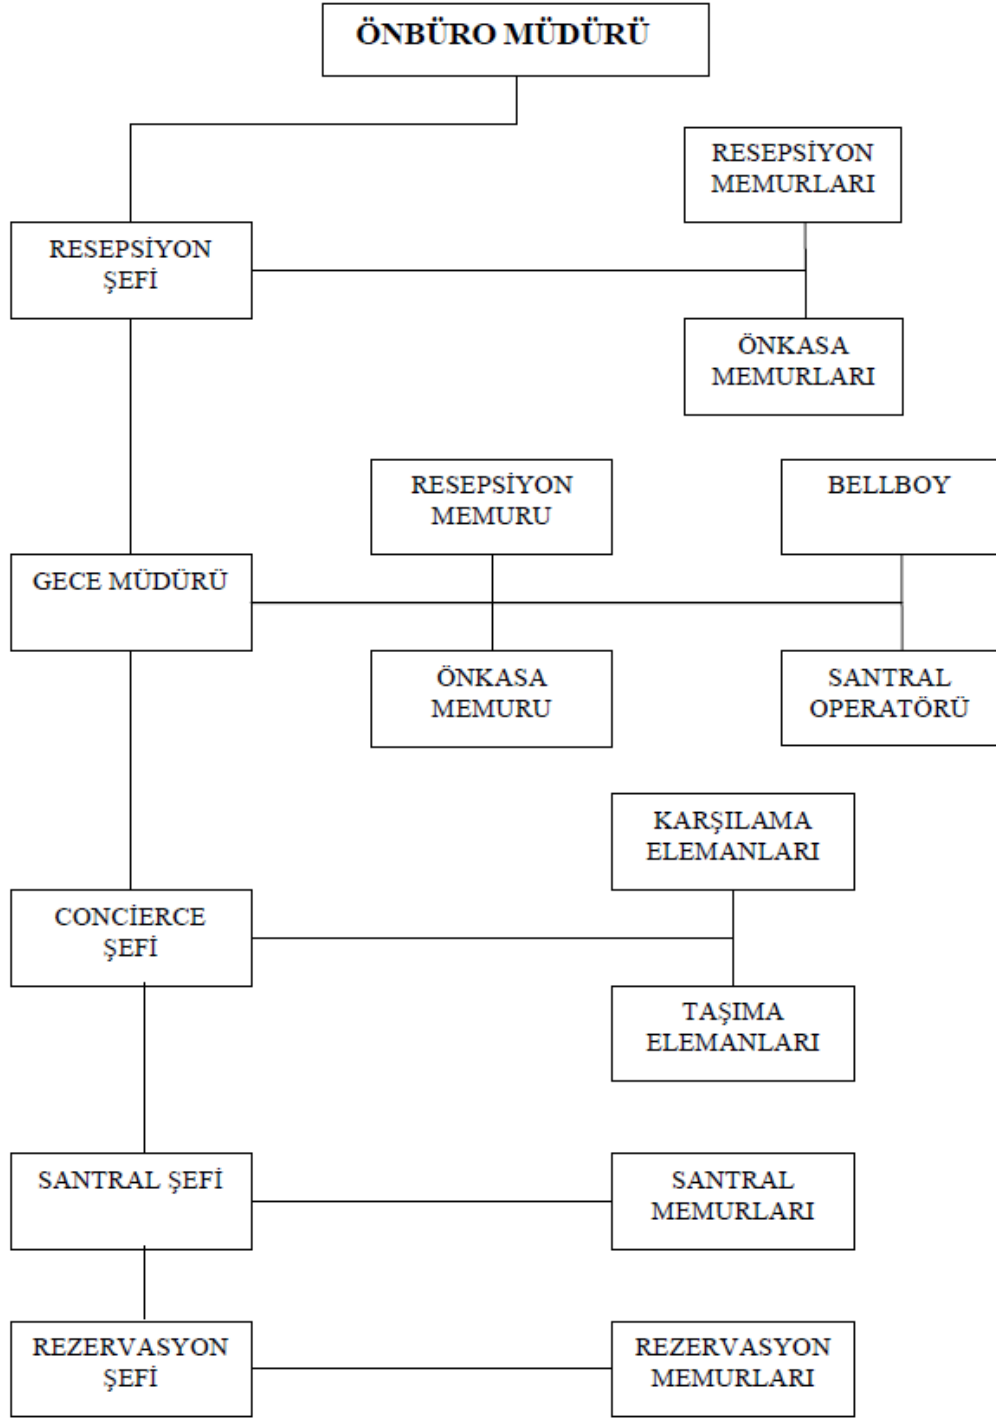 ÖNBÜRO MÜDÜRÜ
RESEPSİYON
MEMURLARI
RESEPSİYON
ŞEFİ
ÖNKASA
MEMURLARI
RESEPSİYON
MEMURU
BELLBOY
GECE MÜDÜRÜ
ÖNKASA
MEMURU
SANTRAL
OPERATÖRÜ
KARŞILAMA
ELEMANLARI
CONCİERCE
ŞEFİ
TAŞIMA
ELEMANLARI
SANTRAL ŞEFİ
SANTRAL
MEMURLARI
REZERVASYON
ŞEFİ
REZERVASYON
MEMURLARI